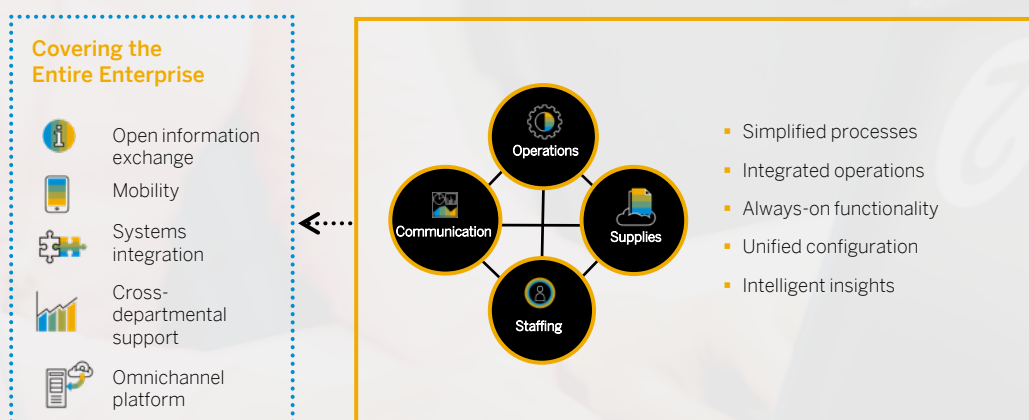 Covering the
Entire Enterprise
Open information
exchange
Mobility
Systems
integration
Cross-
departmental
support
Omnichannel
platform
Operations
Communication
Supplies
Staffing
Simplified processes
Integrated operations
Always-on functionality
Unified configuration
Intelligent insights